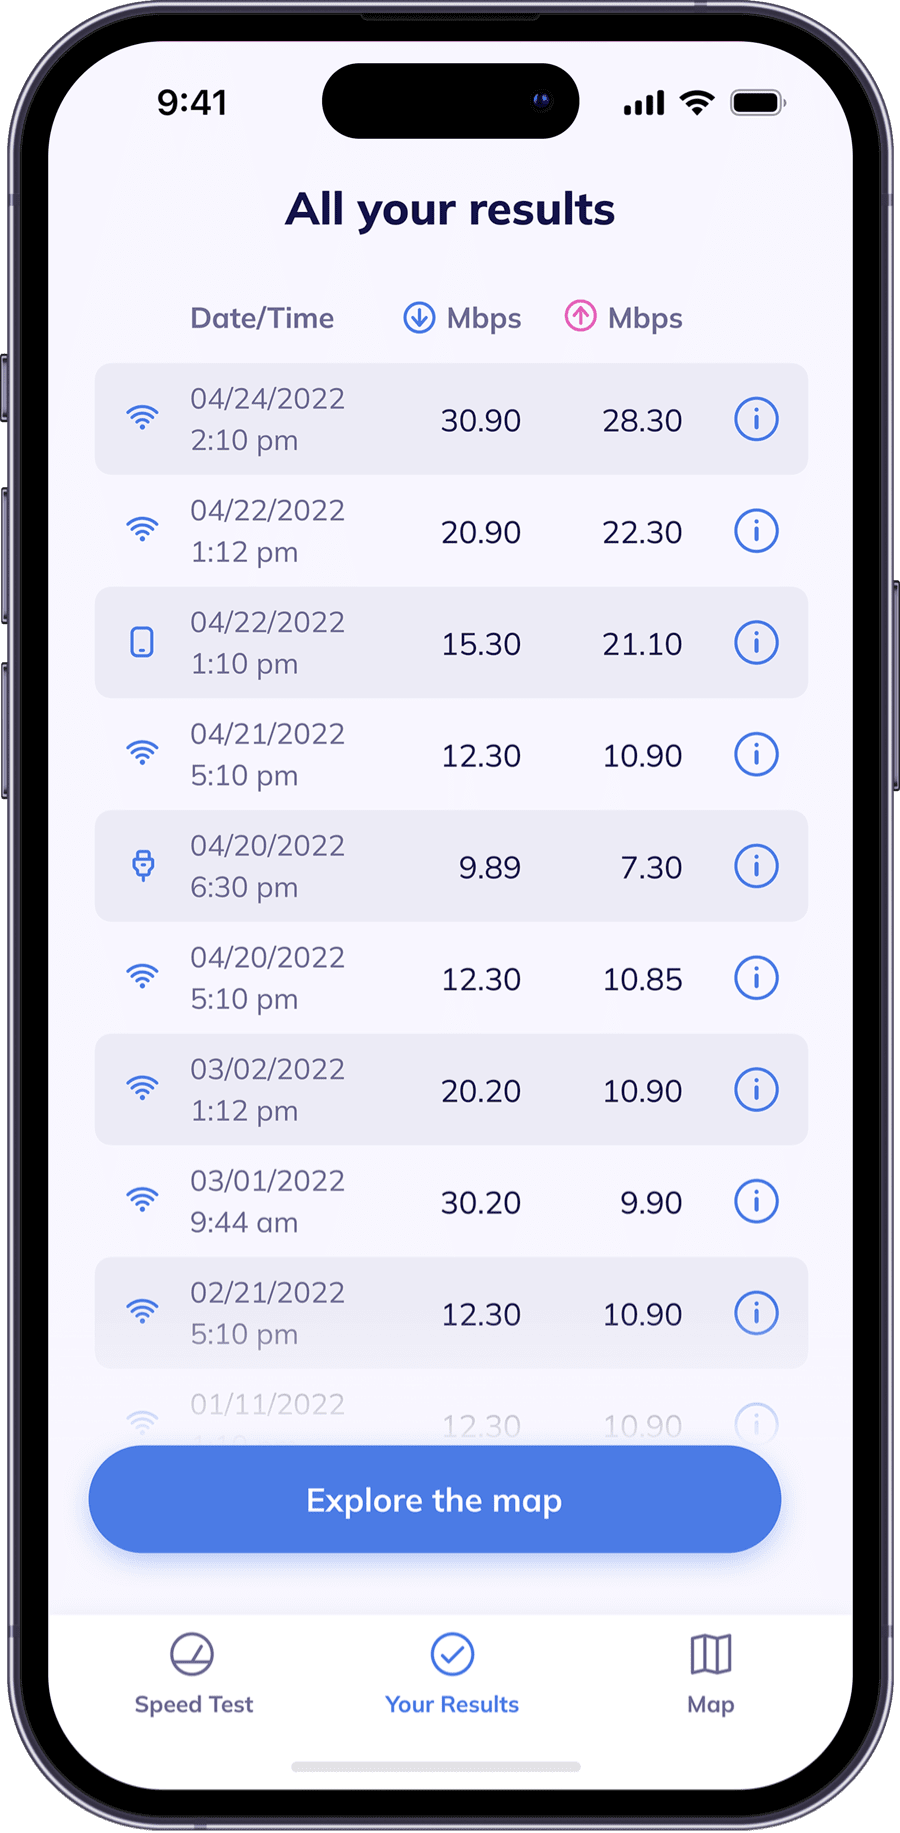 9:41
All your results
Date/Time Mbps Mbps
04/24/2022
2:10 pm 30.90 28.30
04/22/2022
1:12 pm 20.90 22.30
04/22/2022
1:10 pm 15.30 21.10
04/21/2022
5:10 pm 12.30 10.90
04/20/2022
6:30 pm 9.89 7.30
04/20/2022
5:10 pm 12.30 10.85
03/02/2022
1:12 pm 20.20 10.90
03/01/2022
9:44 am 30.20 9.90
02/21/2022
5:10 pm 12.30 10.90
01/11/2022
12.30 10.90
Explore the map
Speed Test Your Results Map